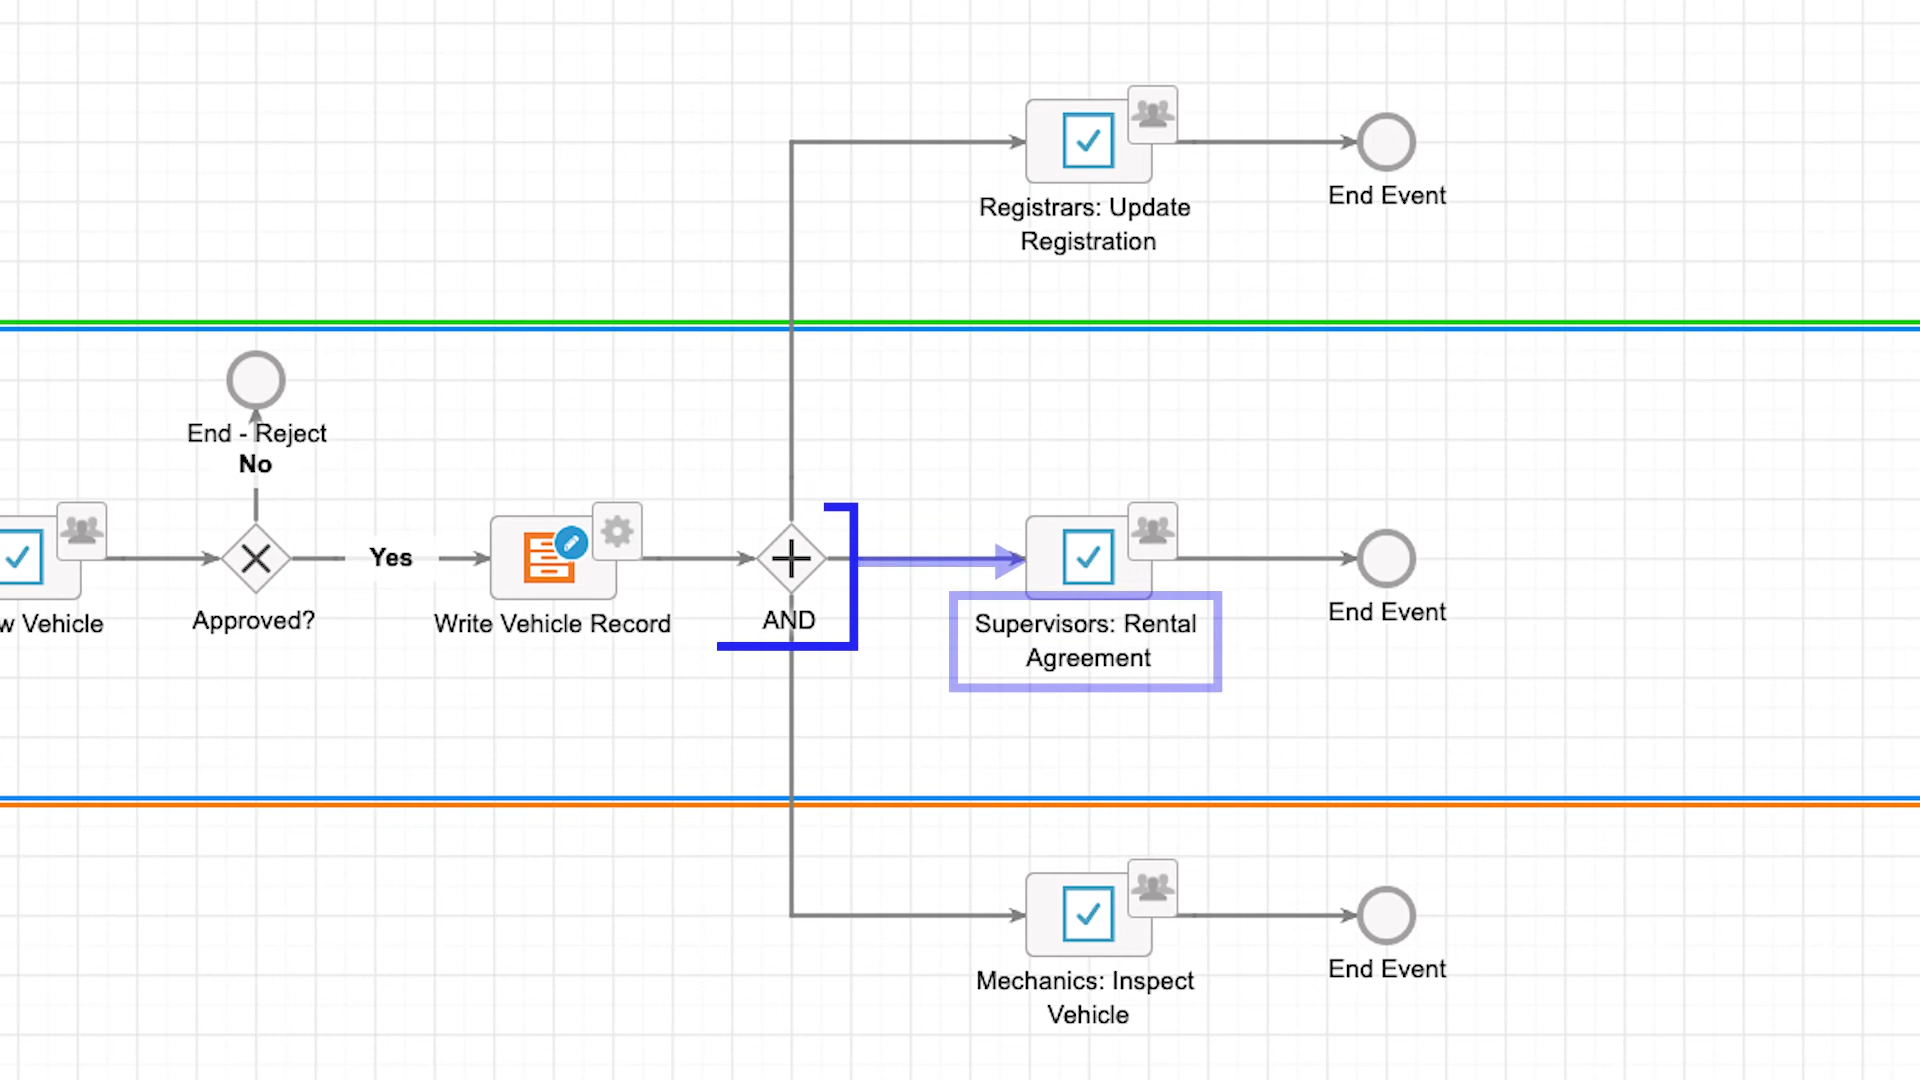 Registrars: Update
Registration
End Event
End - Reject
No
Yes
w Vehicle
Approved?
Write Vehicle Record
AND
Supervisors: Rental
Agreement
End Event
Mechanics: Inspect
Vehicle
End Event